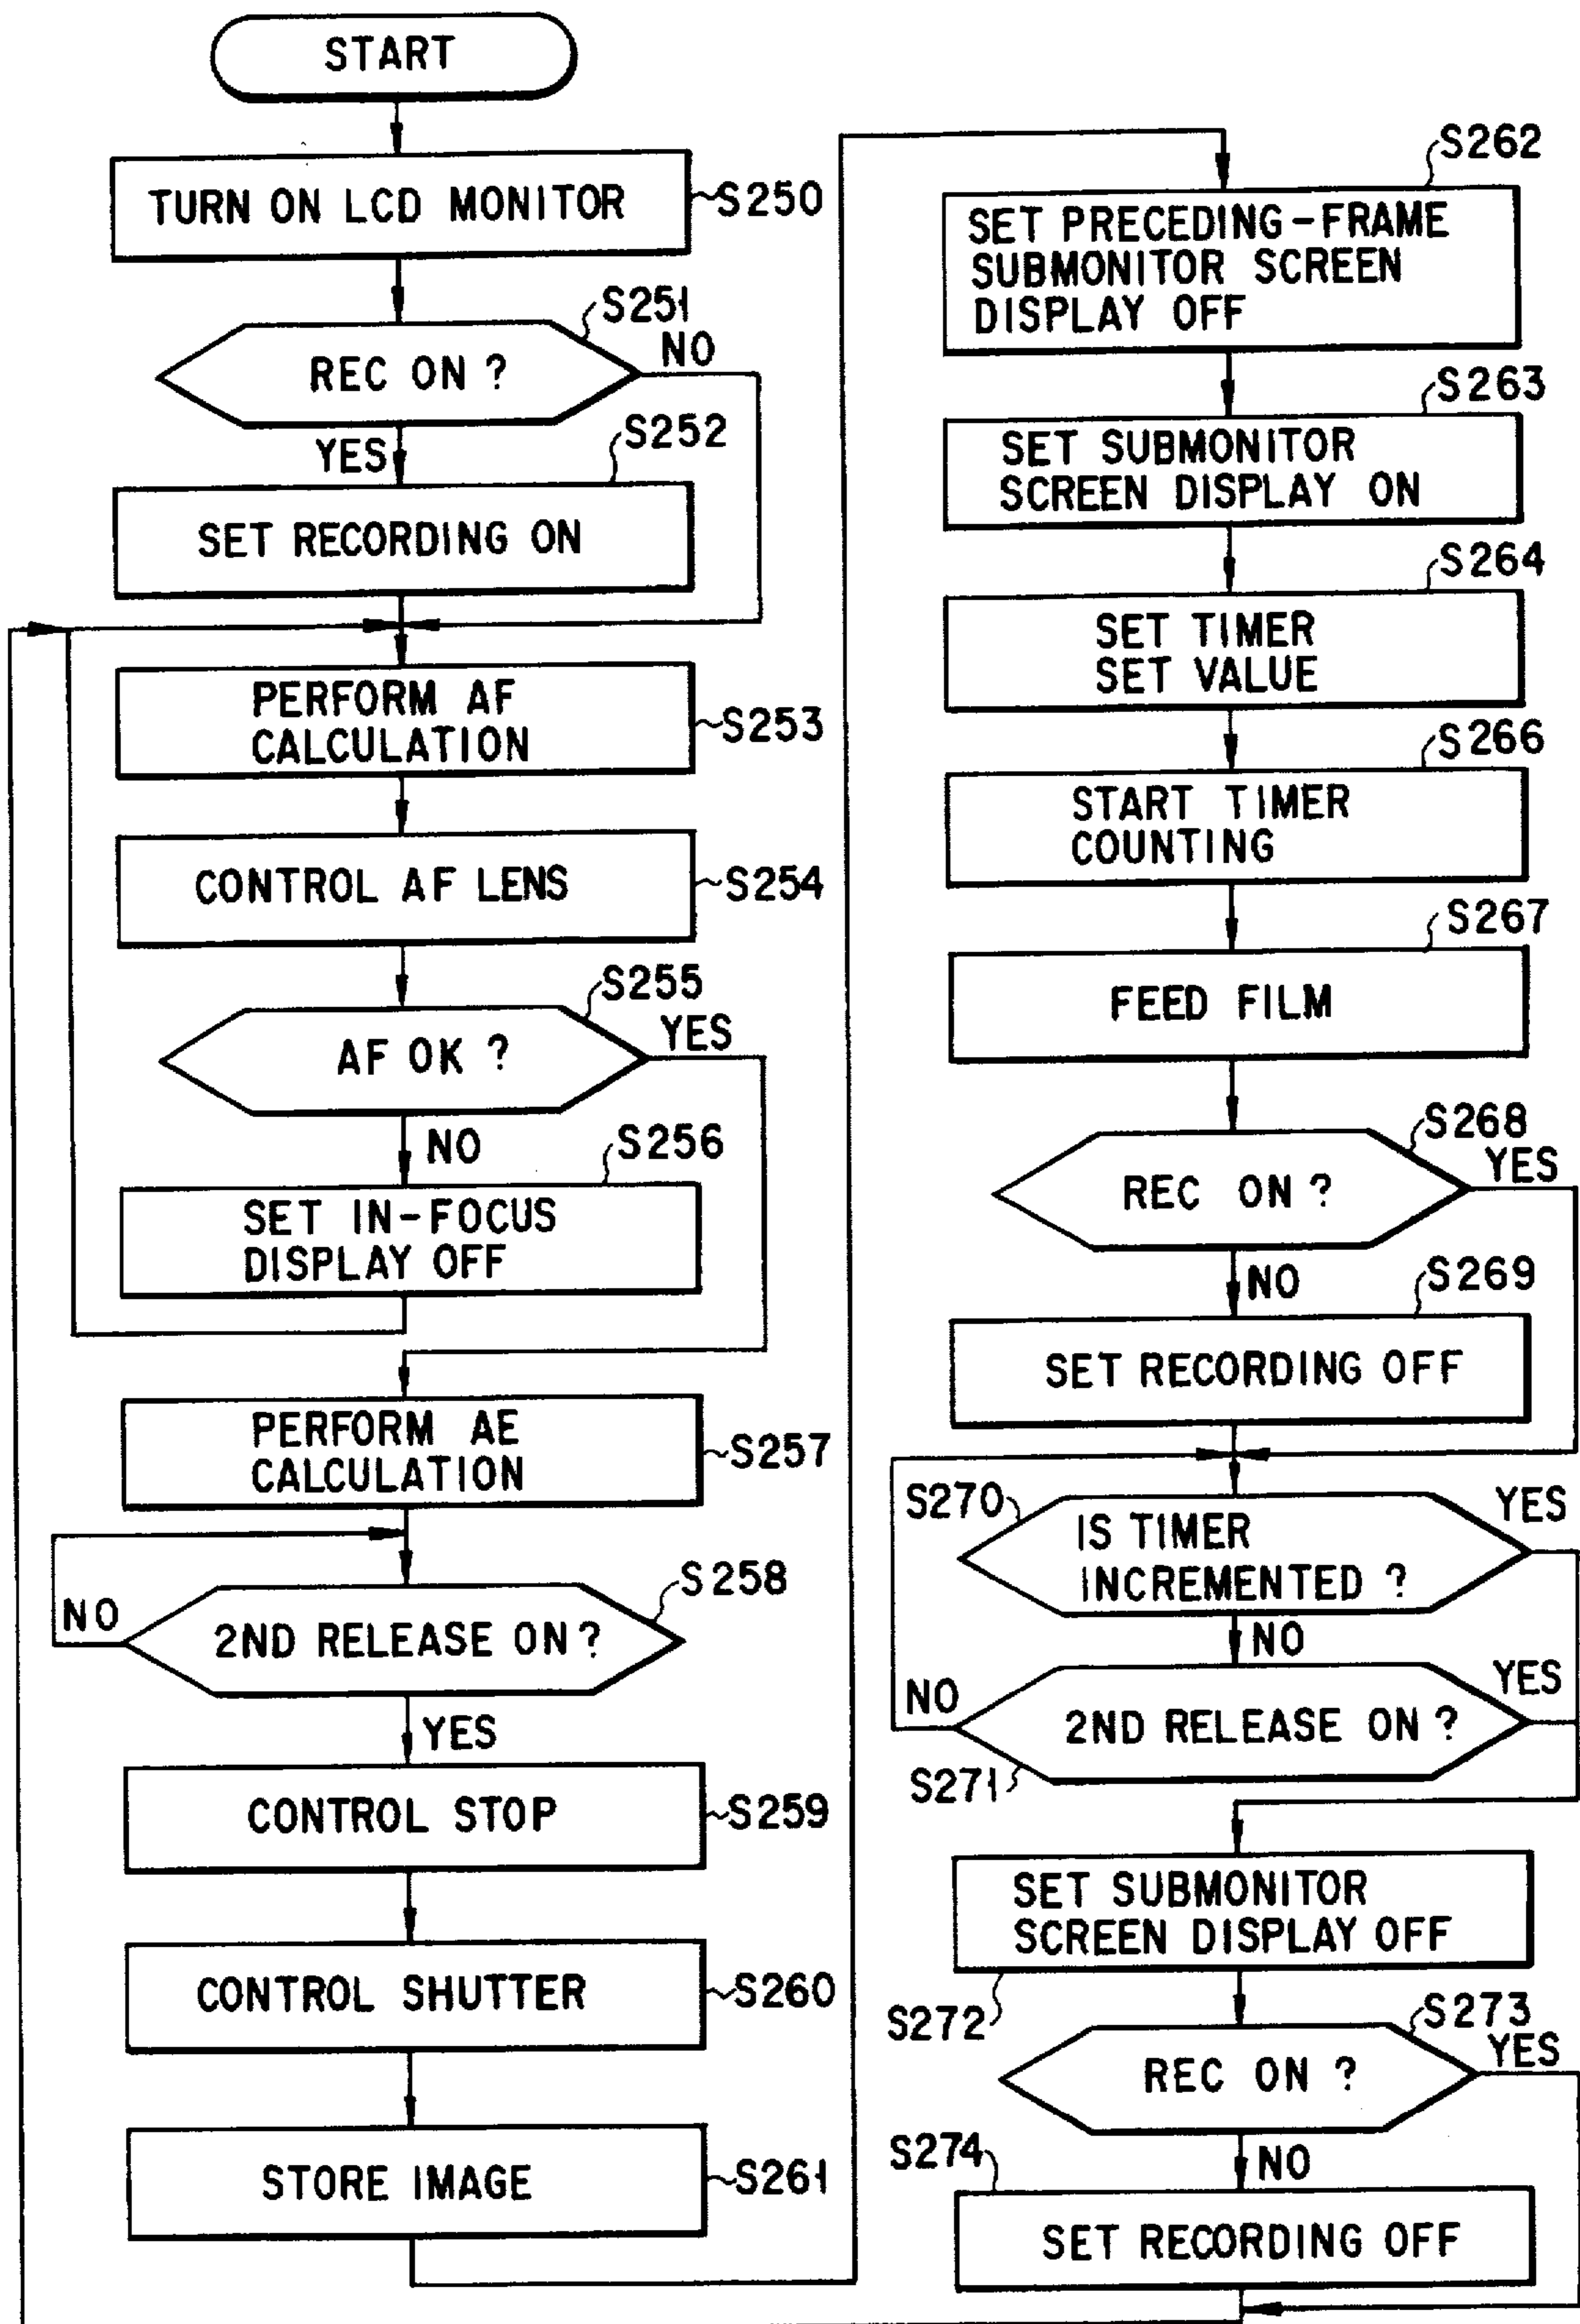 START
TURN ON LCD MONITOR
S250
S251
REC ON ?
NO
YES
S252
SET RECORDING ON
PERFORM AF
CALCULATION
S253
CONTROL AF LENS
S254
S255
AF OK ?
YES
NO
S256
SET IN-FOCUS
DISPLAY OFF
PERFORM AE
CALCULATION
S257
S258
2ND RELEASE ON ?
NO
YES
CONTROL STOP
S259
CONTROL SHUTTER
S260
STORE IMAGE
S261
S262
SET PRECEDING-FRAME
SUBMONITOR SCREEN
DISPLAY OFF
S263
SET SUBMONITOR
SCREEN DISPLAY ON
S264
SET TIMER
SET VALUE
S266
START TIMER
COUNTING
S267
FEED FILM
S268
REC ON ?
YES
NO
S269
SET RECORDING OFF
S270
IS TIMER
INCREMENTED ?
YES
NO
2ND RELEASE ON ?
YES
NO
S271
SET SUBMONITOR
SCREEN DISPLAY OFF
S272
S273
REC ON ?
YES
NO
S274
SET RECORDING OFF